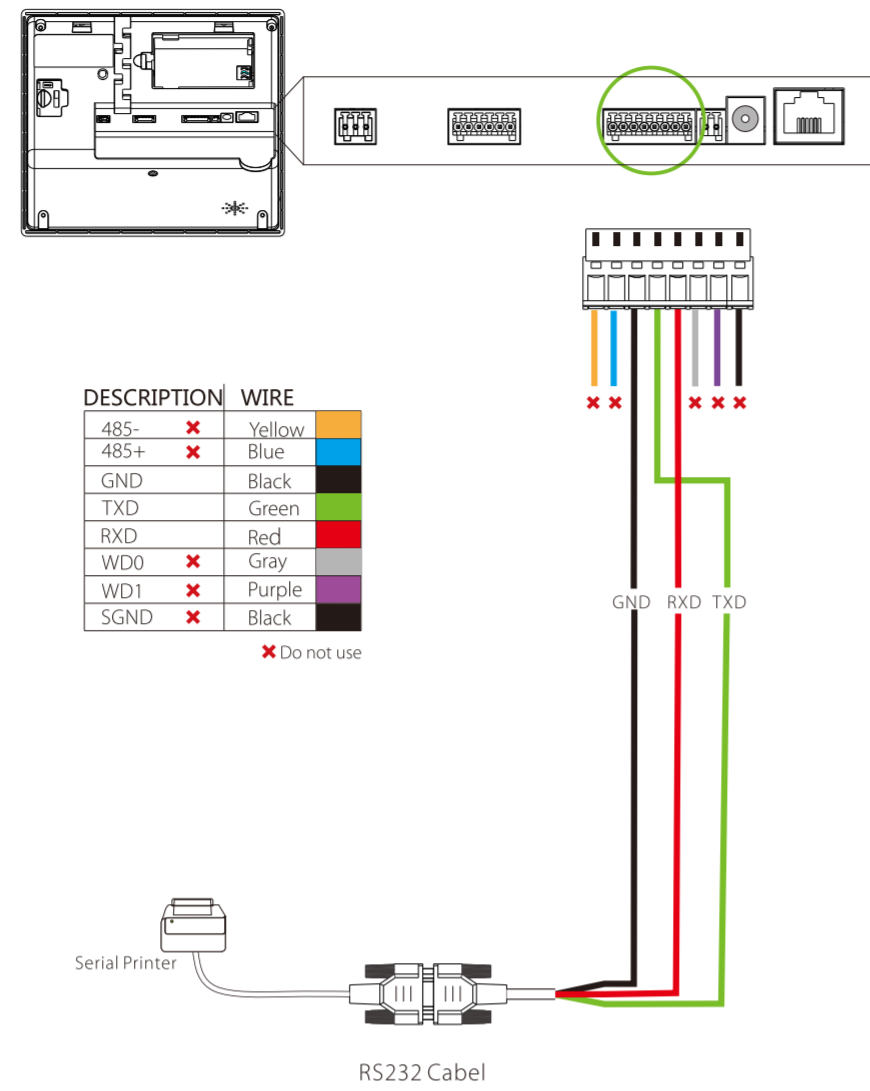 DESCRIPTION WIRE
485- ✖ Yellow
485+ ✖ Blue
GND Black
TXD Green
RXD Red
WD0 ✖ Gray
WD1 ✖ Purple
SGND ✖ Black
✖ Do not use
GND RXD TXD
Serial Printer
RS232 Cabel